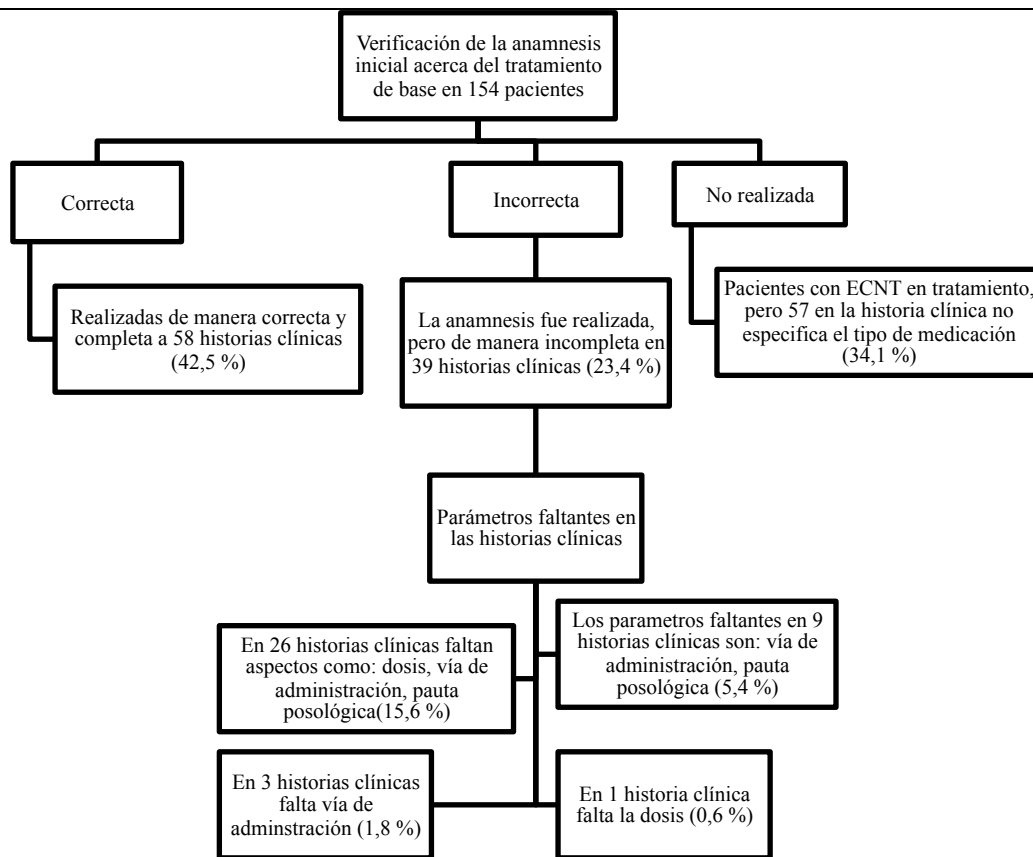 Verificación de la anamnesis
inicial acerca del tratamiento
de base en 154 pacientes
Correcta
Incorrecta
No realizada
Realizadas de manera correcta y
completa a 58 historias clínicas
(42,5 %)
La anamnesis fue realizada,
pero de manera incompleta en
39 historias clínicas (23,4 %)
Pacientes con ECNT en tratamiento,
pero 57 en la historia clínica no
especifica el tipo de medicación
(34,1 %)
Parámetros faltantes en
las historias clínicas
En 26 historias clínicas faltan
aspectos como: dosis, vía de
administración, pauta
posológica(15,6 %)
Los parametros faltantes en 9
historias clínicas son: vía de
administración, pauta
posológica (5,4 %)
En 3 historias clínicas
falta vía de
adminstración (1,8 %)
En 1 historia clínica
falta la dosis (0,6 %)